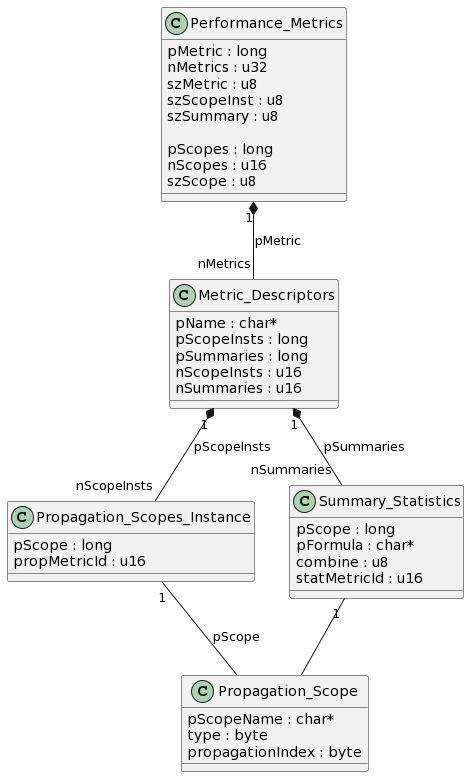 C Performance_Metrics
pMetric : long
nMetrics : u32
szMetric : u8
szScopeInst : u8
szSummary : u8
pScopes : long
nScopes : u16
szScope : u8
1
pMetric
nMetrics
C Metric_Descriptors
pName : char*
pScopeInsts : long
pSummaries : long
nScopeInsts : u16
nSummaries : u16
1
1
pScopeInsts
pSummaries
nScopeInsts
nSummaries
C Propagation_Scopes_Instance
pScope : long
propMetricId : u16
C Summary_Statistics
pScope : long
pFormula : char*
combine : u8
statMetricId : u16
1
1
pScope
C Propagation_Scope
pScopeName : char*
type : byte
propagationIndex : byte